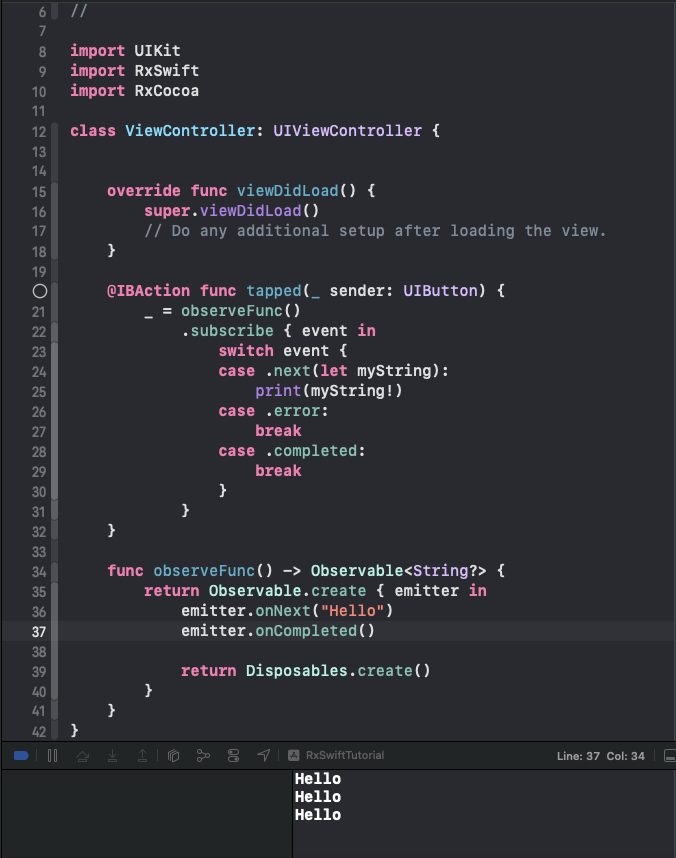 6 //
7
8 import UIKit
9 import RxSwift
10 import RxCocoa
11
12 class ViewController: UIViewController {
13
14
15     override func viewDidLoad() {
16         super.viewDidLoad()
17         // Do any additional setup after loading the view.
18     }
19
    @IBAction func tapped(_ sender: UIButton) {
21         _ = observeFunc()
22             .subscribe { event in
23                 switch event {
24                 case .next(let myString):
25                     print(myString!)
26                 case .error:
27                     break
28                 case .completed:
29                     break
30                 }
31             }
32     }
33
34     func observeFunc() -> Observable<String?> {
35         return Observable.create { emitter in
36             emitter.onNext("Hello")
37             emitter.onCompleted()
38
39             return Disposables.create()
40         }
41     }
42 }
RxSwiftTutorial Line: 37 Col: 34
Hello
Hello
Hello